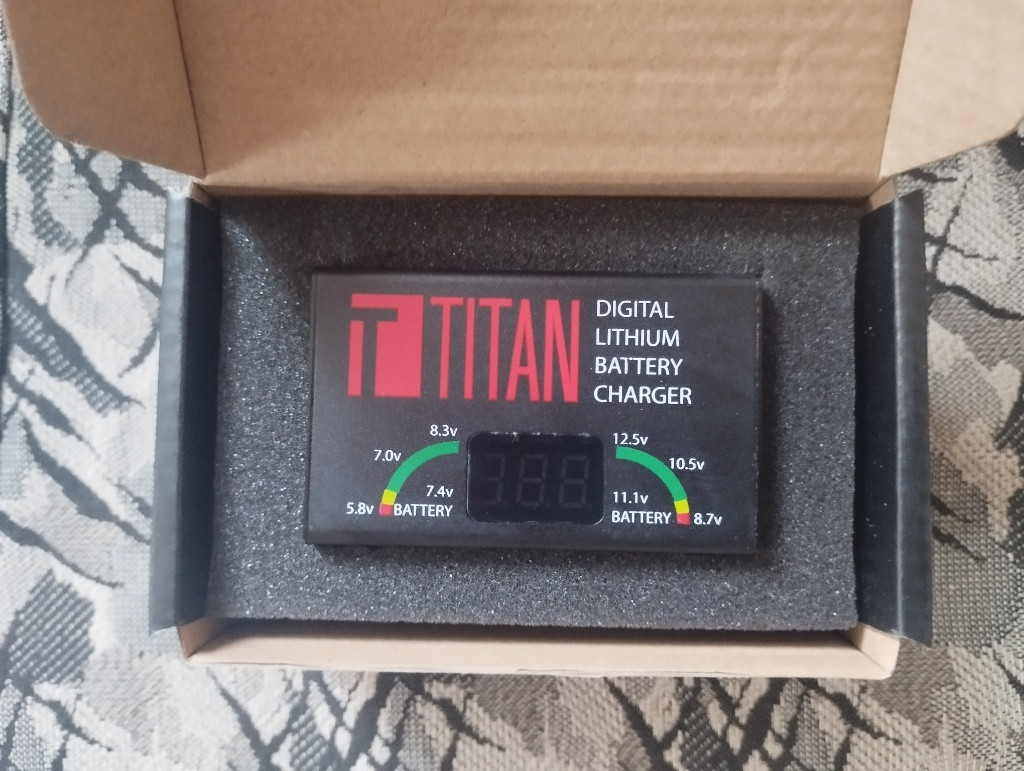 TITAN
DIGITAL
LITHIUM
BATTERY
CHARGER
8.3v
7.0v
7.4v
5.8v BATTERY
12.5v
10.5v
11.1v
BATTERY 8.7v